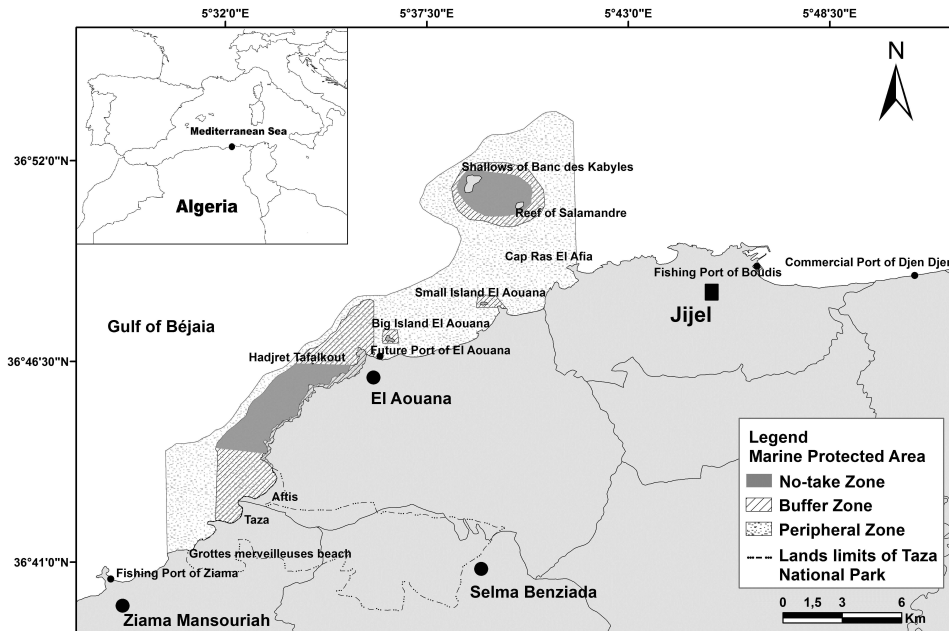 5°32'0"E
5°37'30"E
5°43'0"E
5°48'30"E
N
Mediterranean Sea
Algeria
36°52'0"N
Shallows of Banc des Kabyles
Reef of Salamandre
Cap Ras El Afia
Fishing Port of Boudis
Commercial Port of Djen Djen
Small Island El Aouana
Jijel
Gulf of Béjaia
Big Island El Aouana
Future Port of El Aouana
Hadjret Tafalkout
36°46'30"N
El Aouana
Legend
Marine Protected Area
No-take Zone
Buffer Zone
Peripheral Zone
Lands limits of Taza
National Park
Aftis
Taza
Grottes merveilleuses beach
36°41'0"N
Fishing Port of Ziama
Selma Benziada
Ziama Mansouriah
0 1,5 3 6
Km